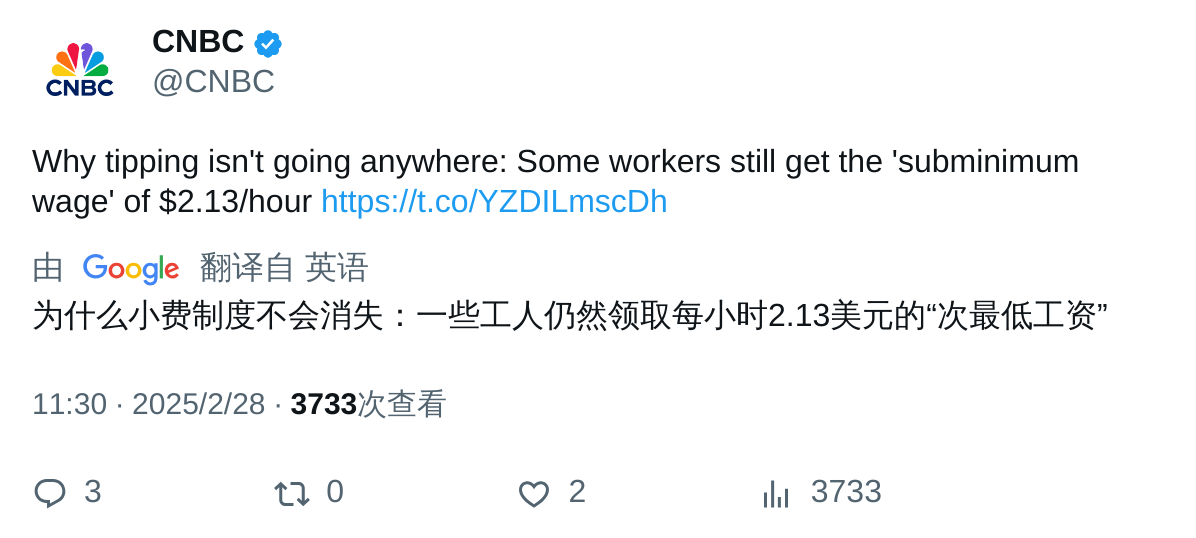 CNBC
CNBC
@CNBC
Why tipping isn't going anywhere: Some workers still get the 'subminimum
wage' of $2.13/hour https://t.co/YZDILmscDh
由 Google 翻译自 英语
为什么小费制度不会消失：一些工人仍然领取每小时2.13美元的“次最低工资”
11:30 · 2025/2/28 · 3733次查看
3 0 2 3733